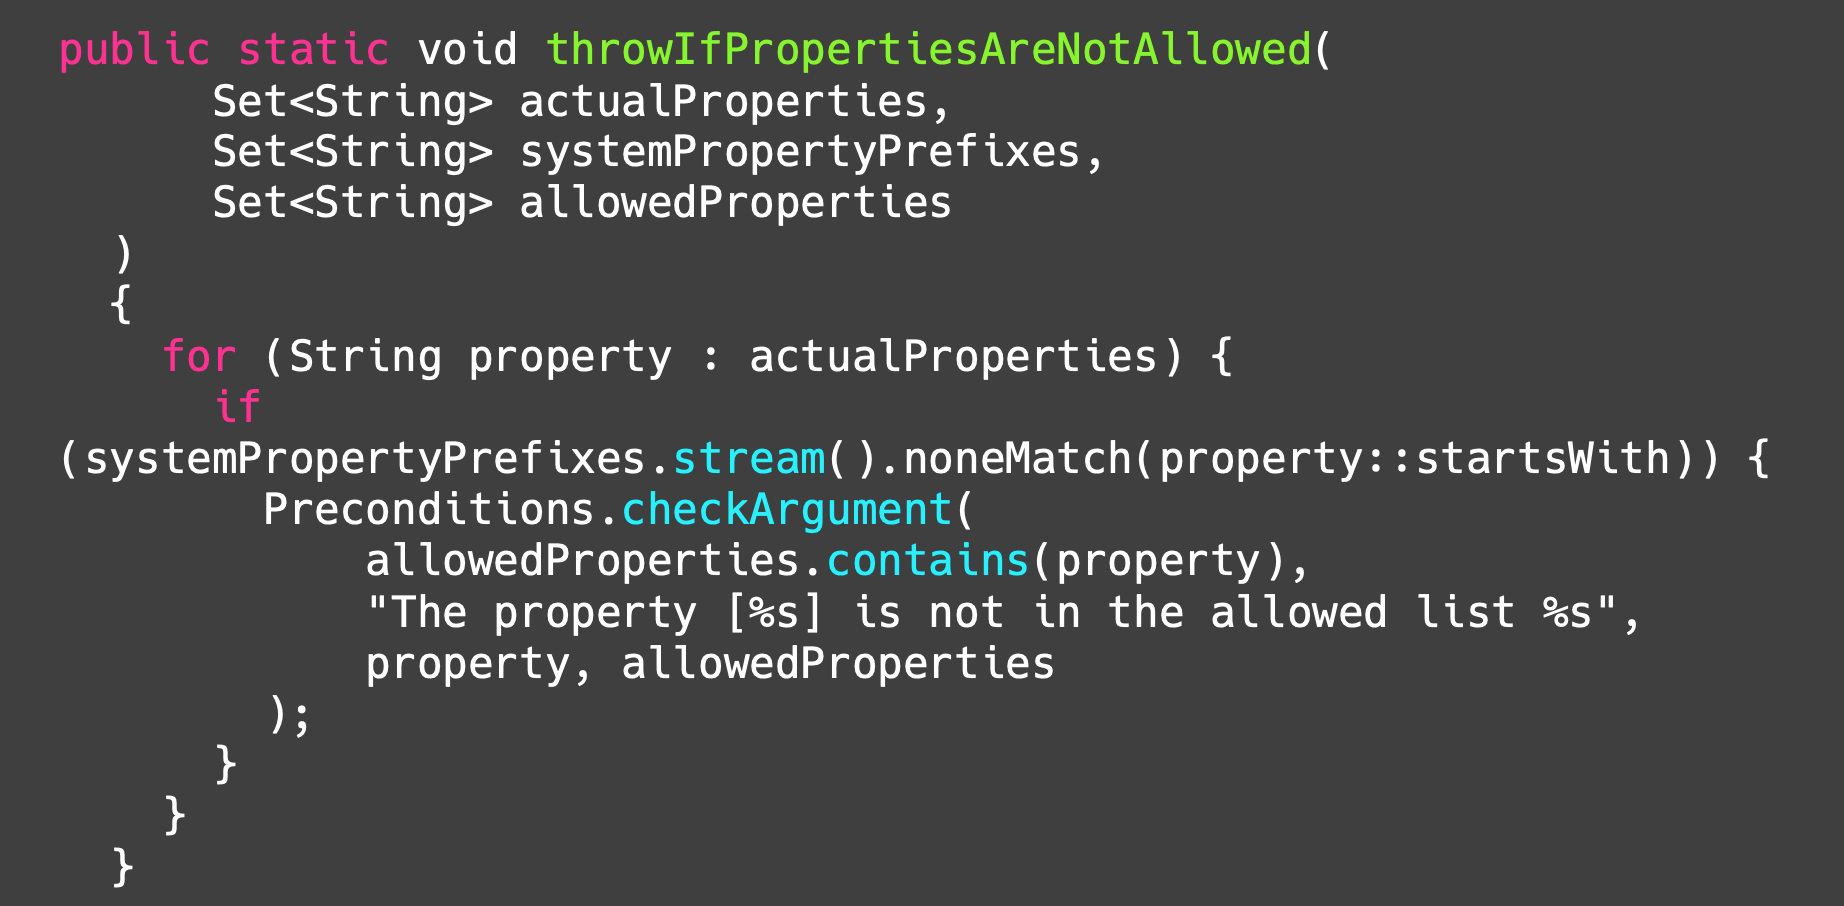 public static void throwIfPropertiesAreNotAllowed(
      Set<String> actualProperties,
      Set<String> systemPropertyPrefixes,
      Set<String> allowedProperties
  )
  {
    for (String property : actualProperties) {
      if
(systemPropertyPrefixes.stream().noneMatch(property::startsWith)) {
        Preconditions.checkArgument(
            allowedProperties.contains(property),
            "The property [%s] is not in the allowed list %s",
            property, allowedProperties
        );
      }
    }
  }